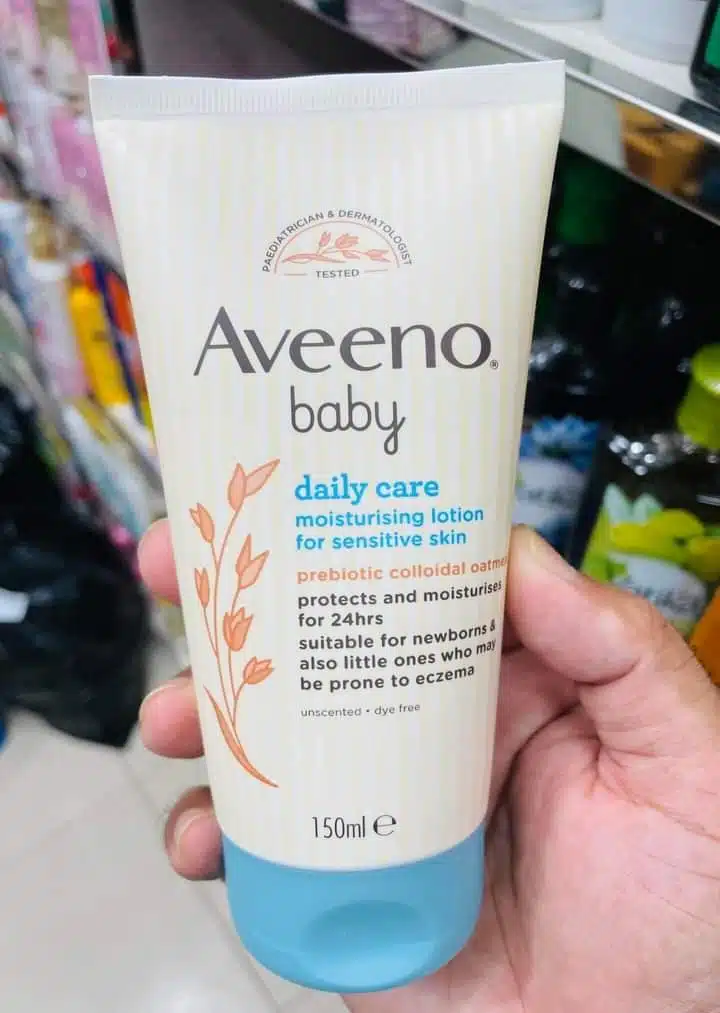 PAEDIATRICIAN & DERMATOLOGIST
TESTED
Aveeno®
baby
daily care
moisturising lotion
for sensitive skin
prebiotic colloidal
protects and moisturises
for 24hrs
suitable for newborns &
also little ones who may
be prone to eczema
unscented • dye free
150ml ℮